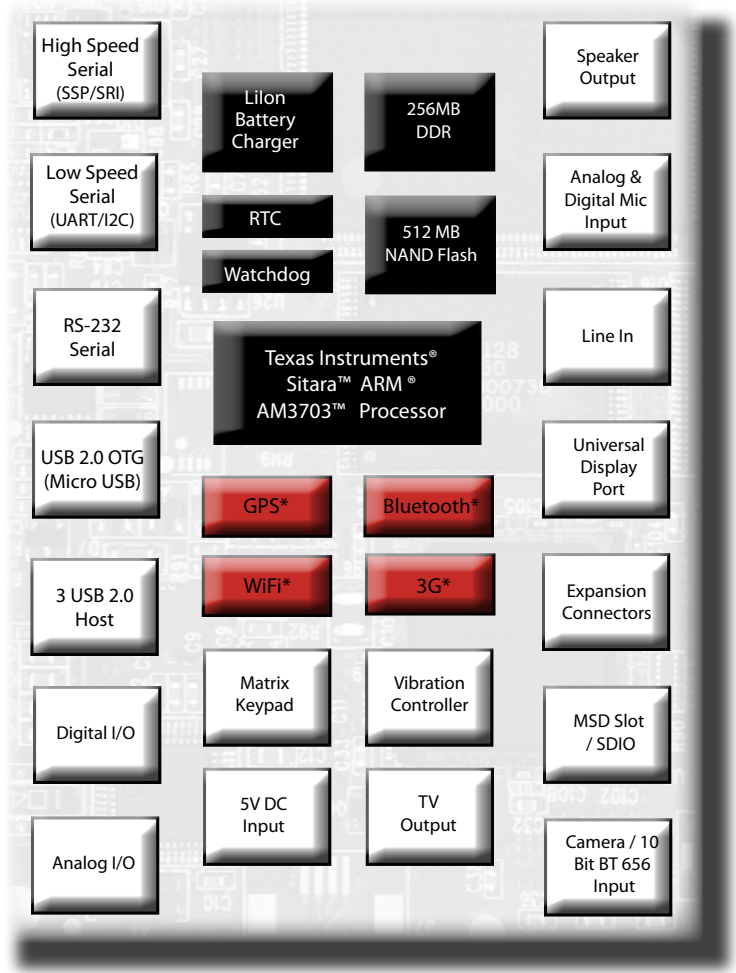 High Speed
Serial
(SSP/SRI)
Low Speed
Serial
(UART/I2C)
RS-232
Serial
USB 2.0 OTG
(Micro USB)
3 USB 2.0
Host
Digital I/O
Analog I/O
LiIon
Battery
Charger
256MB
DDR
RTC
Watchdog
512 MB
NAND Flash
Texas Instruments®
Sitara™ ARM ®
AM3703™ Processor
GPS*
Bluetooth*
WiFi*
3G*
Matrix
Keypad
Vibration
Controller
5V DC
Input
TV
Output
Speaker
Output
Analog &
Digital Mic
Input
Line In
Universal
Display
Port
Expansion
Connectors
MSD Slot
/ SDIO
Camera / 10
Bit BT 656
Input